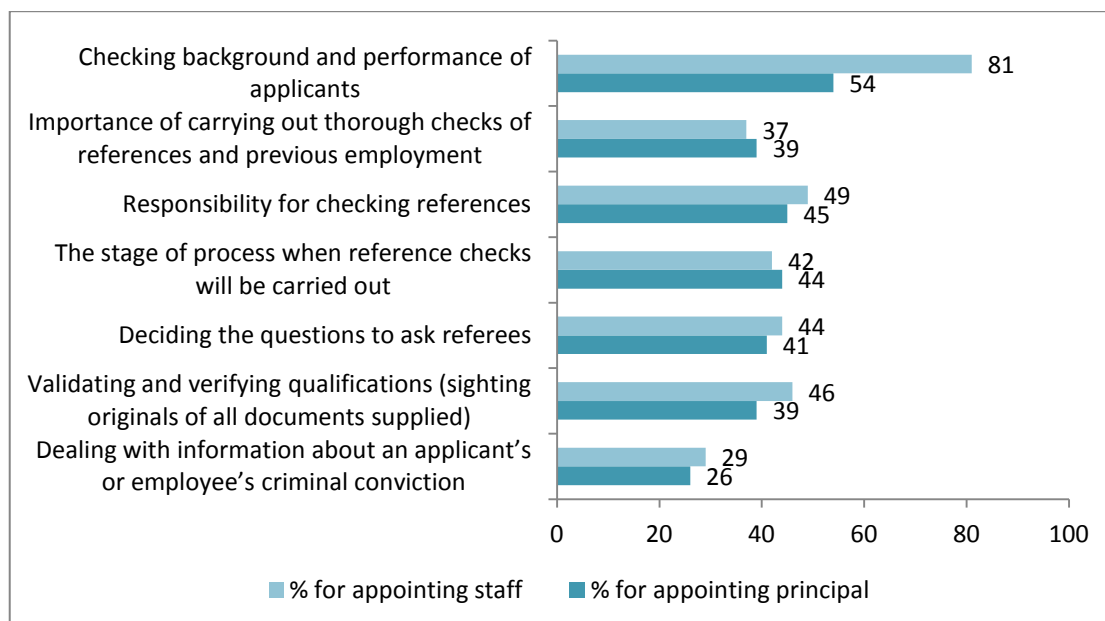 Checking background and performance of
applicants
81
54
Importance of carrying out thorough checks of
references and previous employment
37
39
Responsibility for checking references
49
45
The stage of process when reference checks
will be carried out
42
44
Deciding the questions to ask referees
44
41
Validating and verifying qualifications (sighting
originals of all documents supplied)
46
39
Dealing with information about an applicant’s
or employee’s criminal conviction
29
26
0 20 40 60 80 100
% for appointing staff % for appointing principal